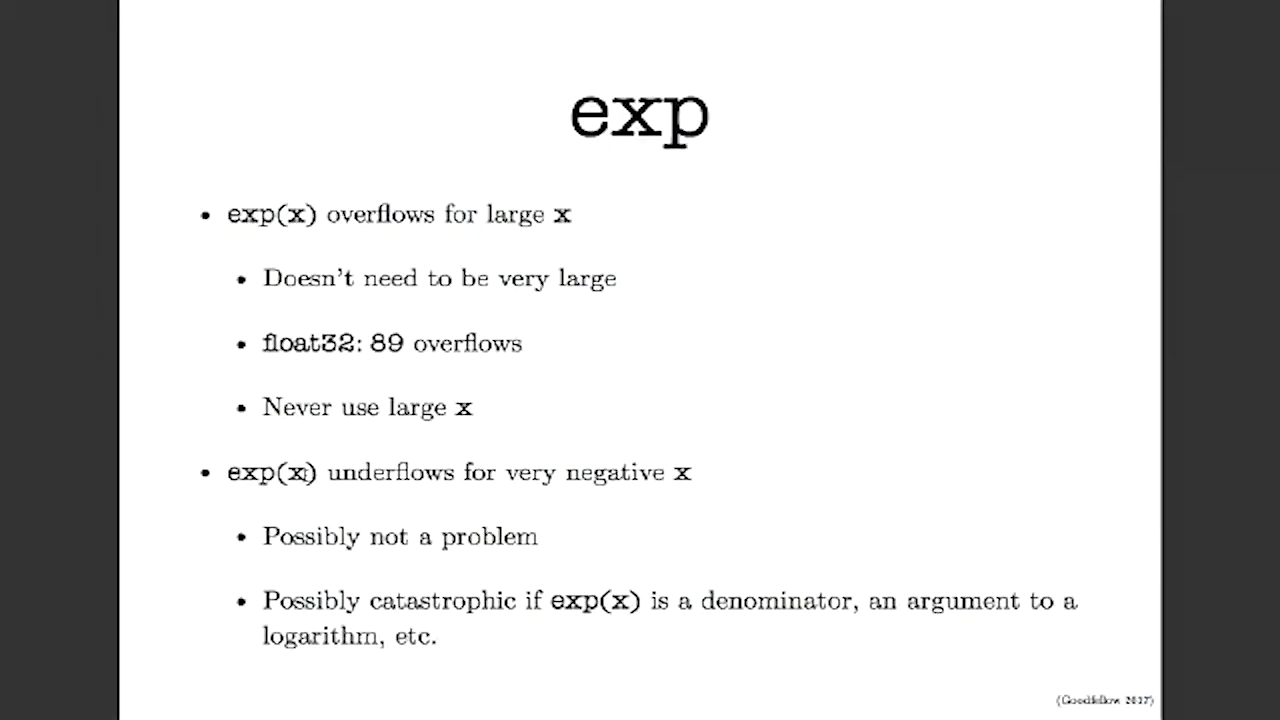 exp
• exp(x) overflows for large x
• Doesn't need to be very large
• float32: 89 overflows
• Never use large x
• exp(x) underflows for very negative x
• Possibly not a problem
• Possibly catastrophic if exp(x) is a denominator, an argument to a
logarithm, etc.
(Goodfellow 2017)